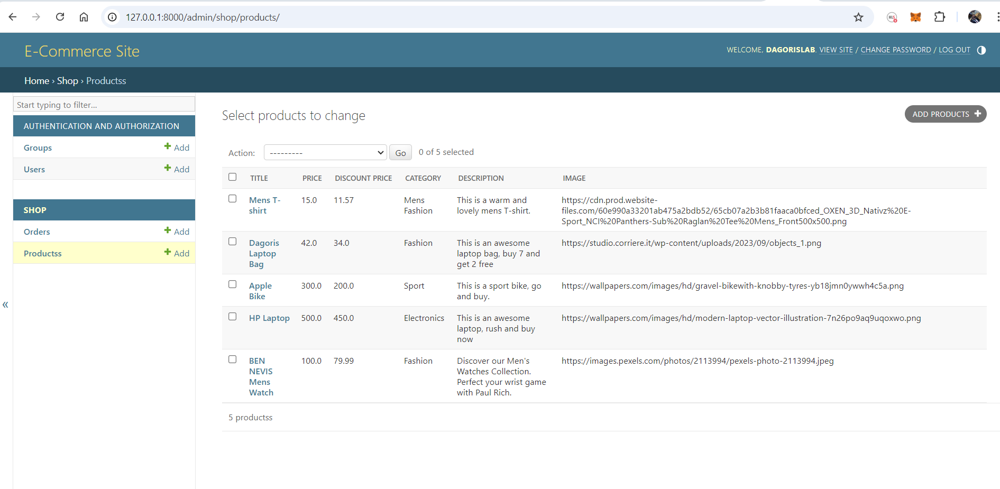 127.0.0.1:8000/admin/shop/products/
E-Commerce Site
WELCOME, DAGORISLAB. VIEW SITE / CHANGE PASSWORD / LOG OUT
Home › Shop › Productss
Start typing to filter...
AUTHENTICATION AND AUTHORIZATION
Groups + Add
Users + Add
SHOP
Orders + Add
Productss + Add
«
Select products to change
ADD PRODUCTS +
Action: --------- Go 0 of 5 selected
TITLE PRICE DISCOUNT PRICE CATEGORY DESCRIPTION IMAGE
Mens T-
shirt
15.0 11.57
Mens
Fashion
This is a warm and
lovely mens T-shirt.
https://cdn.prod.website-
files.com/60e990a33201ab475a2bdb52/65cb07a2b3b81faaca0bfced_OXEN_3D_Nativz%20E-
Sport_NCI%20Panthers-Sub%20Raglan%20Tee%20Mens_Front500x500.png
Dagoris
Laptop
Bag
42.0 34.0 Fashion
This is an awesome
laptop bag, buy 7 and
get 2 free
https://studio.corriere.it/wp-content/uploads/2023/09/objects_1.png
Apple
Bike
300.0 200.0 Sport
This is a sport bike, go
and buy.
https://wallpapers.com/images/hd/gravel-bikewith-knobby-tyres-yb18jmn0ywwh4c5a.png
HP Laptop 500.0 450.0 Electronics
This is an awesome
laptop, rush and buy
now
https://wallpapers.com/images/hd/modern-laptop-vector-illustration-7n26po9aq9uqoxwo.png
BEN
NEVIS
Mens
Watch
100.0 79.99 Fashion
Discover our Men's
Watches Collection.
Perfect your wrist game
with Paul Rich.
https://images.pexels.com/photos/2113994/pexels-photo-2113994.jpeg
5 productss